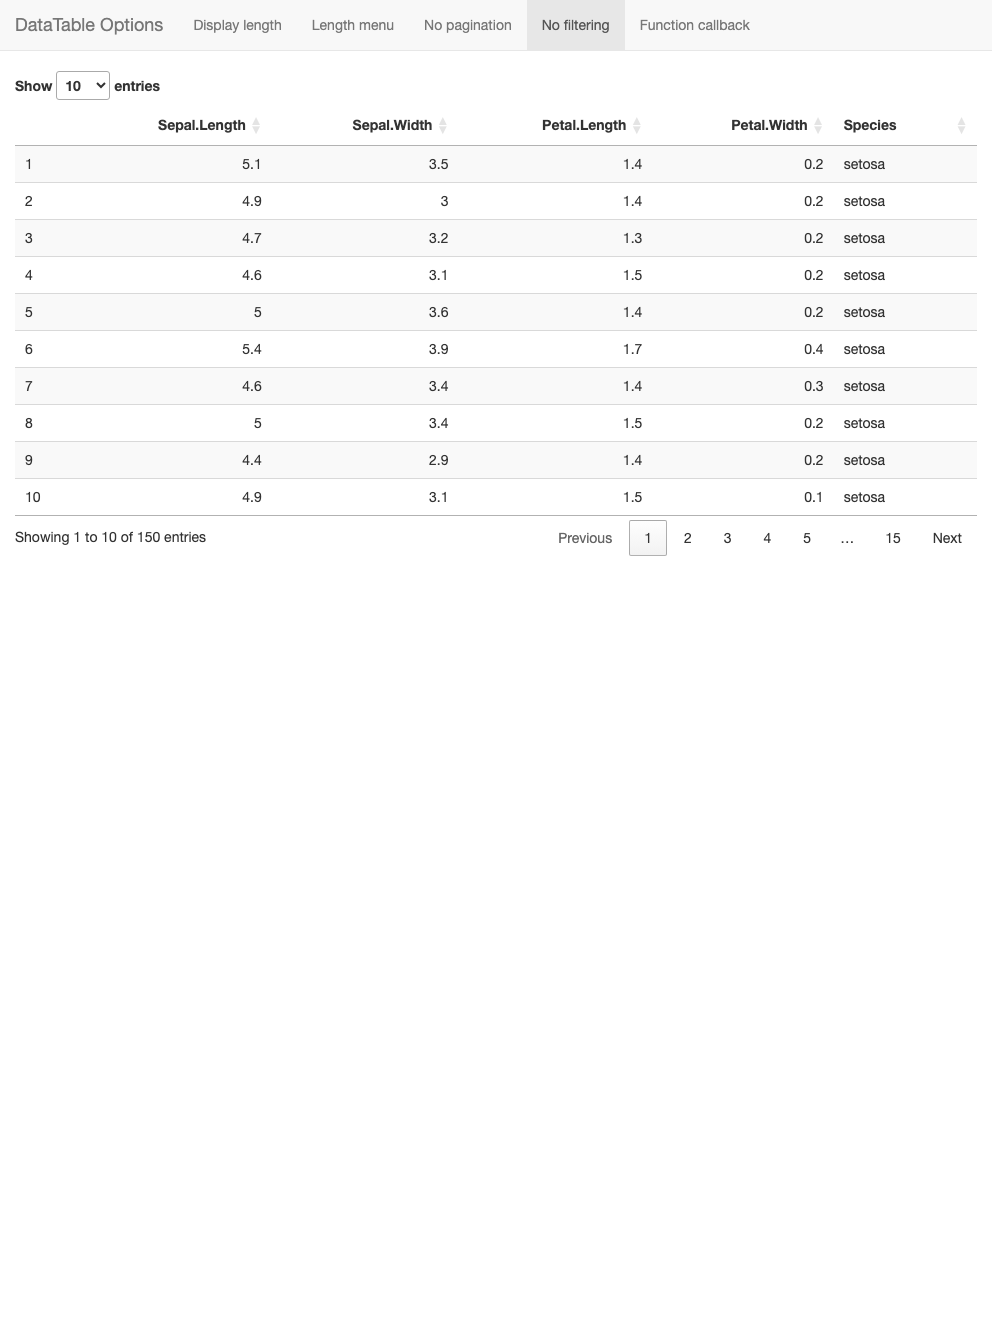 DataTable Options Display length Length menu No pagination No filtering Function callback
Show 10 entries
Sepal.Length Sepal.Width Petal.Length Petal.Width Species
1 5.1 3.5 1.4 0.2 setosa
2 4.9 3 1.4 0.2 setosa
3 4.7 3.2 1.3 0.2 setosa
4 4.6 3.1 1.5 0.2 setosa
5 5 3.6 1.4 0.2 setosa
6 5.4 3.9 1.7 0.4 setosa
7 4.6 3.4 1.4 0.3 setosa
8 5 3.4 1.5 0.2 setosa
9 4.4 2.9 1.4 0.2 setosa
10 4.9 3.1 1.5 0.1 setosa
Showing 1 to 10 of 150 entries Previous 1 2 3 4 5 … 15 Next